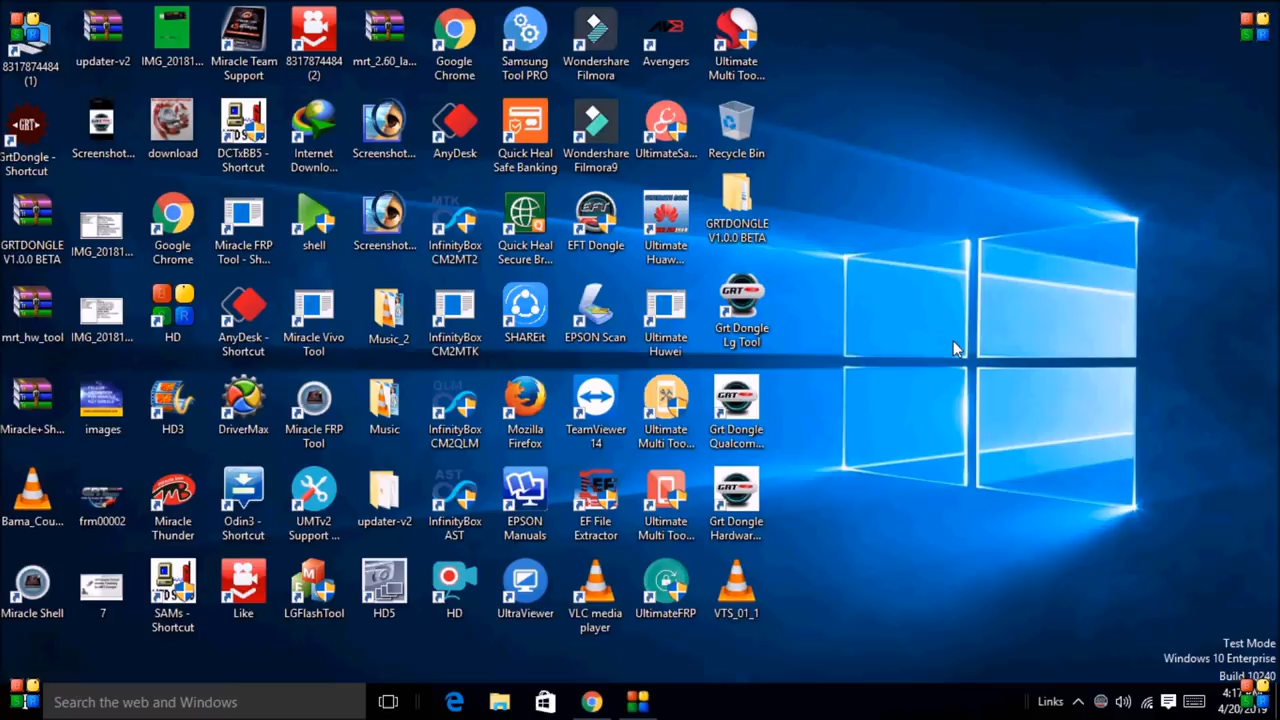 8317874484
(1)
updater-v2
IMG_20181...
Miracle Team
Support
8317874484
(2)
mrt_2.60_la...
Google
Chrome
Samsung
Tool PRO
Wondershare
Filmora
Avengers
Ultimate
Multi Too...
GrtDongle -
Shortcut
Screenshot...
download
DCTxBB5 -
Shortcut
Internet
Downlo...
Screenshot...
AnyDesk
Quick Heal
Safe Banking
Wondershare
Filmora9
UltimateSa...
Recycle Bin
GRTDONGLE
V1.0.0 BETA
IMG_20181...
Google
Chrome
Miracle FRP
Tool - Sh...
shell
Screenshot...
MTK
InfinityBox
CM2MT2
Quick Heal
Secure Br...
EFT
EFT Dongle
Ultimate
Huaw...
GRTDONGLE
V1.0.0 BETA
mrt_hw_tool
IMG_20181...
HD
AnyDesk -
Shortcut
Miracle Vivo
Tool
Music_2
InfinityBox
CM2MTK
SHAREit
EPSON Scan
Ultimate
Huwei
GRT
Grt Dongle
Lg Tool
Miracle+Sh...
images
HD3
DriverMax
Miracle FRP
Tool
Music
QLM
InfinityBox
CM2QLM
Mozilla
Firefox
TeamViewer
14
Ultimate
Multi Too...
GRT
Grt Dongle
Qualcom...
Bama_Cou...
frm00002
Miracle
Thunder
Odin3 -
Shortcut
UMTv2
Support ...
updater-v2
AST
InfinityBox
AST
EPSON
Manuals
EF File
Extractor
Ultimate
Multi Too...
GRT
Grt Dongle
Hardwar...
Miracle Shell
7
SAMs -
Shortcut
Like
LGFlashTool
HD5
HD
UltraViewer
VLC media
player
UltimateFRP
VTS_01_1
Test Mode
Windows 10 Enterprise
Build 10240
Search the web and Windows
Links
4/20/2019